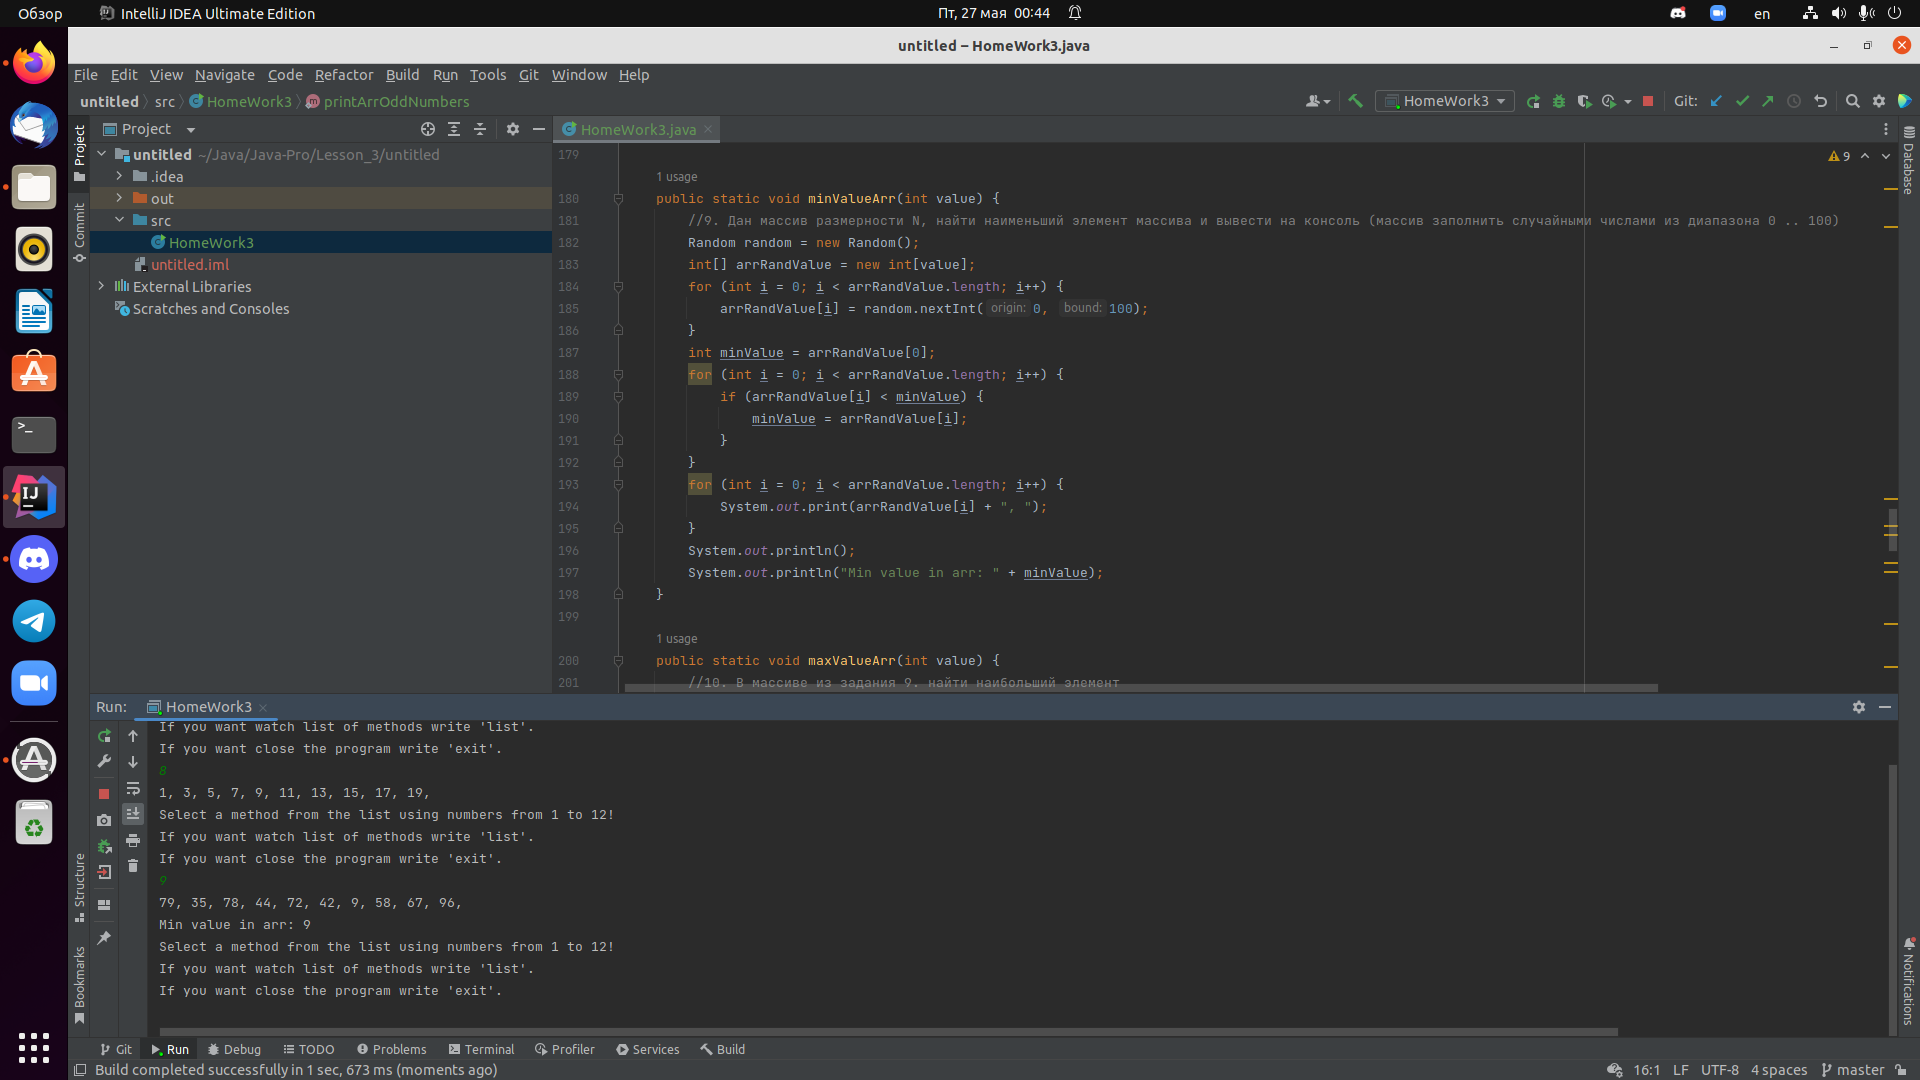 Обзор
IntelliJ IDEA Ultimate Edition
Пт, 27 мая 00:44
en
untitled – HomeWork3.java
File Edit View Navigate Code Refactor Build Run Tools Git Window Help
untitled src HomeWork3 printArrOddNumbers
HomeWork3
Git:
Project
HomeWork3.java
untitled ~/Java/Java-Pro/Lesson_3/untitled
.idea
out
src
HomeWork3
untitled.iml
External Libraries
Scratches and Consoles
Project
Commit
Structure
Bookmarks
Database
Notifications
9
179
1 usage
180 public static void minValueArr(int value) {
181 //9. Дан массив размерности N, найти наименьший элемент массива и вывести на консоль (массив заполнить случайными числами из диапазона 0 .. 100)
182 Random random = new Random();
183 int[] arrRandValue = new int[value];
184 for (int i = 0; i < arrRandValue.length; i++) {
185 arrRandValue[i] = random.nextInt( origin: 0, bound: 100);
186 }
187 int minValue = arrRandValue[0];
188 for (int i = 0; i < arrRandValue.length; i++) {
189 if (arrRandValue[i] < minValue) {
190 minValue = arrRandValue[i];
191 }
192 }
193 for (int i = 0; i < arrRandValue.length; i++) {
194 System.out.print(arrRandValue[i] + ", ");
195 }
196 System.out.println();
197 System.out.println("Min value in arr: " + minValue);
198 }
199
1 usage
200 public static void maxValueArr(int value) {
201 //10. В массиве из задания 9. найти наибольший элемент
Run: HomeWork3
If you want watch list of methods write 'list'.
If you want close the program write 'exit'.
8
1, 3, 5, 7, 9, 11, 13, 15, 17, 19,
Select a method from the list using numbers from 1 to 12!
If you want watch list of methods write 'list'.
If you want close the program write 'exit'.
9
79, 35, 78, 44, 72, 42, 9, 58, 67, 96,
Min value in arr: 9
Select a method from the list using numbers from 1 to 12!
If you want watch list of methods write 'list'.
If you want close the program write 'exit'.
Git Run Debug TODO Problems Terminal Profiler Services Build
Build completed successfully in 1 sec, 673 ms (moments ago)
16:1 LF UTF-8 4 spaces master